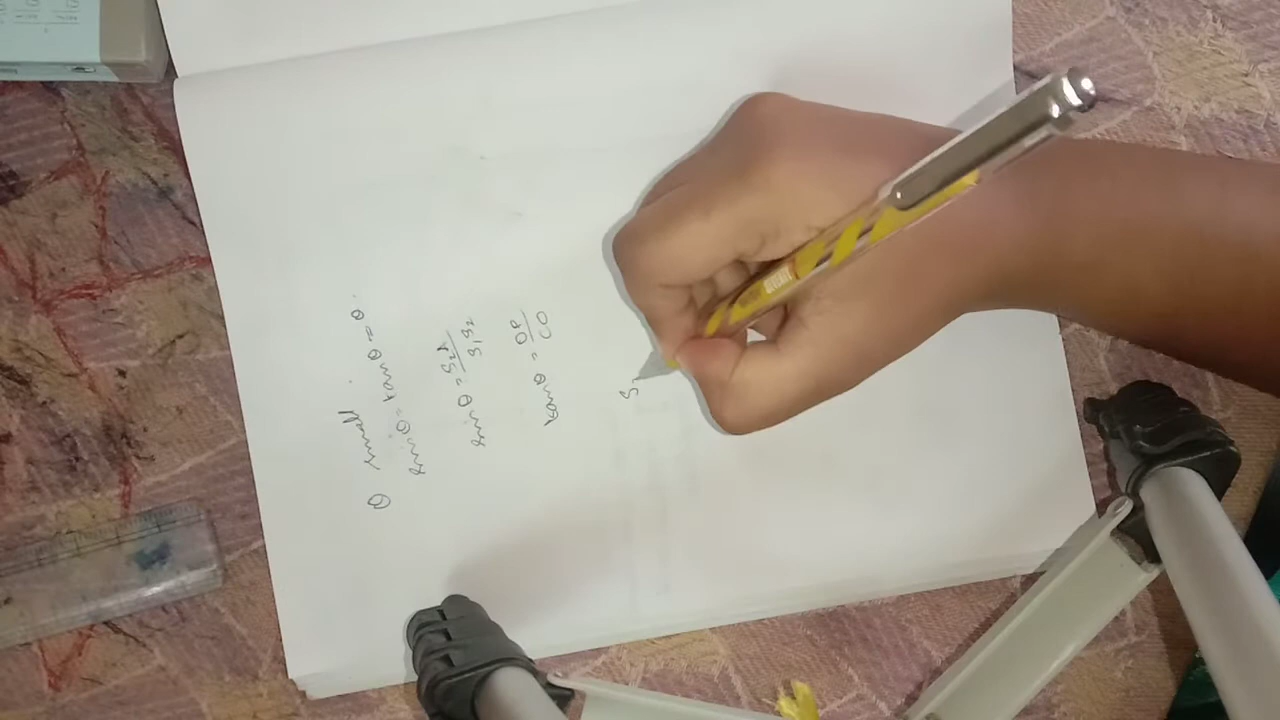 θ small
sinθ = tanθ = θ.
sinθ = S₂A / S₁S₂
tanθ = OP / CO
S